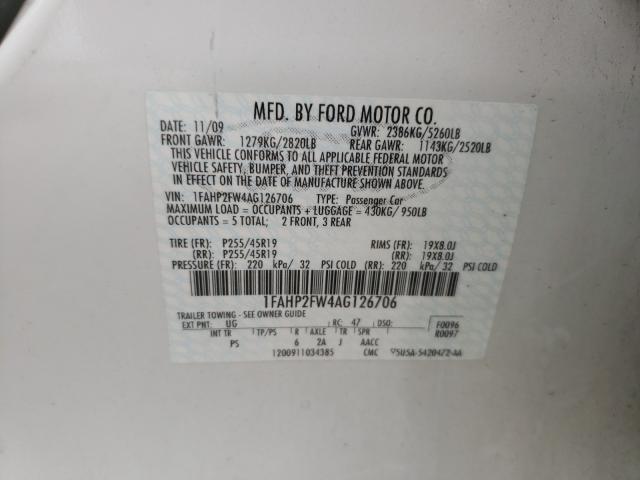 MFD. BY FORD MOTOR CO.
DATE: 11/09 GVWR: 2386KG/5260LB
FRONT GAWR: 1279KG/2820LB REAR GAWR: 1143KG/2520LB
THIS VEHICLE CONFORMS TO ALL APPLICABLE FEDERAL MOTOR
VEHICLE SAFETY, BUMPER, AND THEFT PREVENTION STANDARDS
IN EFFECT ON THE DATE OF MANUFACTURE SHOWN ABOVE.
VIN: 1FAHP2FW4AG126706 TYPE: Passenger Car
MAXIMUM LOAD = OCCUPANTS + LUGGAGE = 430KG/ 950LB
OCCUPANTS = 5 TOTAL; 2 FRONT, 3 REAR
TIRE (FR): P255/45R19 RIMS (FR): 19X8.0J
(RR): P255/45R19 (RR): 19X8.0J
PRESSURE (FR): 220 kPa/ 32 PSI COLD (RR): 220 kPa/ 32 PSI COLD
1FAHP2FW4AG126706
TRAILER TOWING - SEE OWNER GUIDE
EXT PNT: UG RC: 47 DSO: F0096
INT TR TP/PS R AXLE TR SPR R0097
PS 6 2A J AACC
1200911034385 CMC